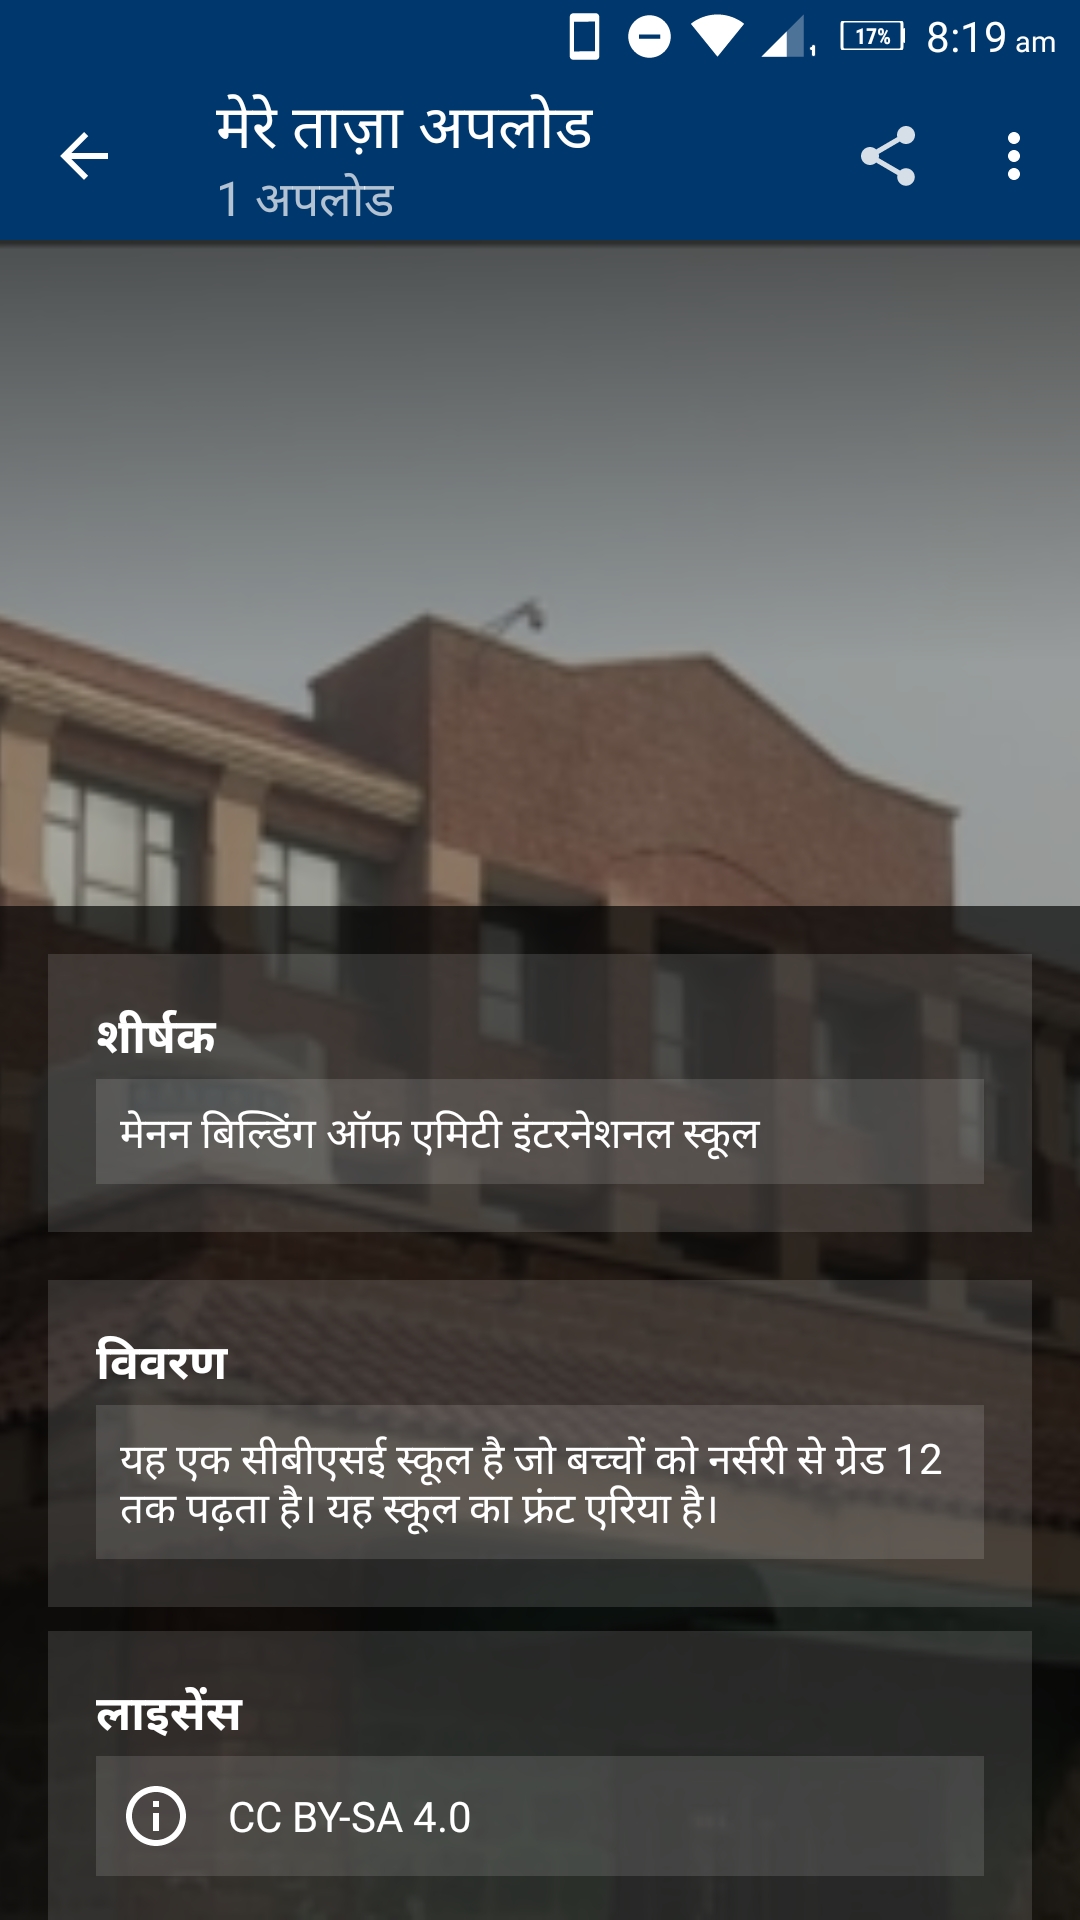 17% 8:19 am
मेरे ताज़ा अपलोड
1 अपलोड
शीर्षक
मेनन बिल्डिंग ऑफ एमिटी इंटरनेशनल स्कूल
विवरण
यह एक सीबीएसई स्कूल है जो बच्चों को नर्सरी से ग्रेड 12
तक पढ़ता है। यह स्कूल का फ्रंट एरिया है।
लाइसेंस
CC BY-SA 4.0